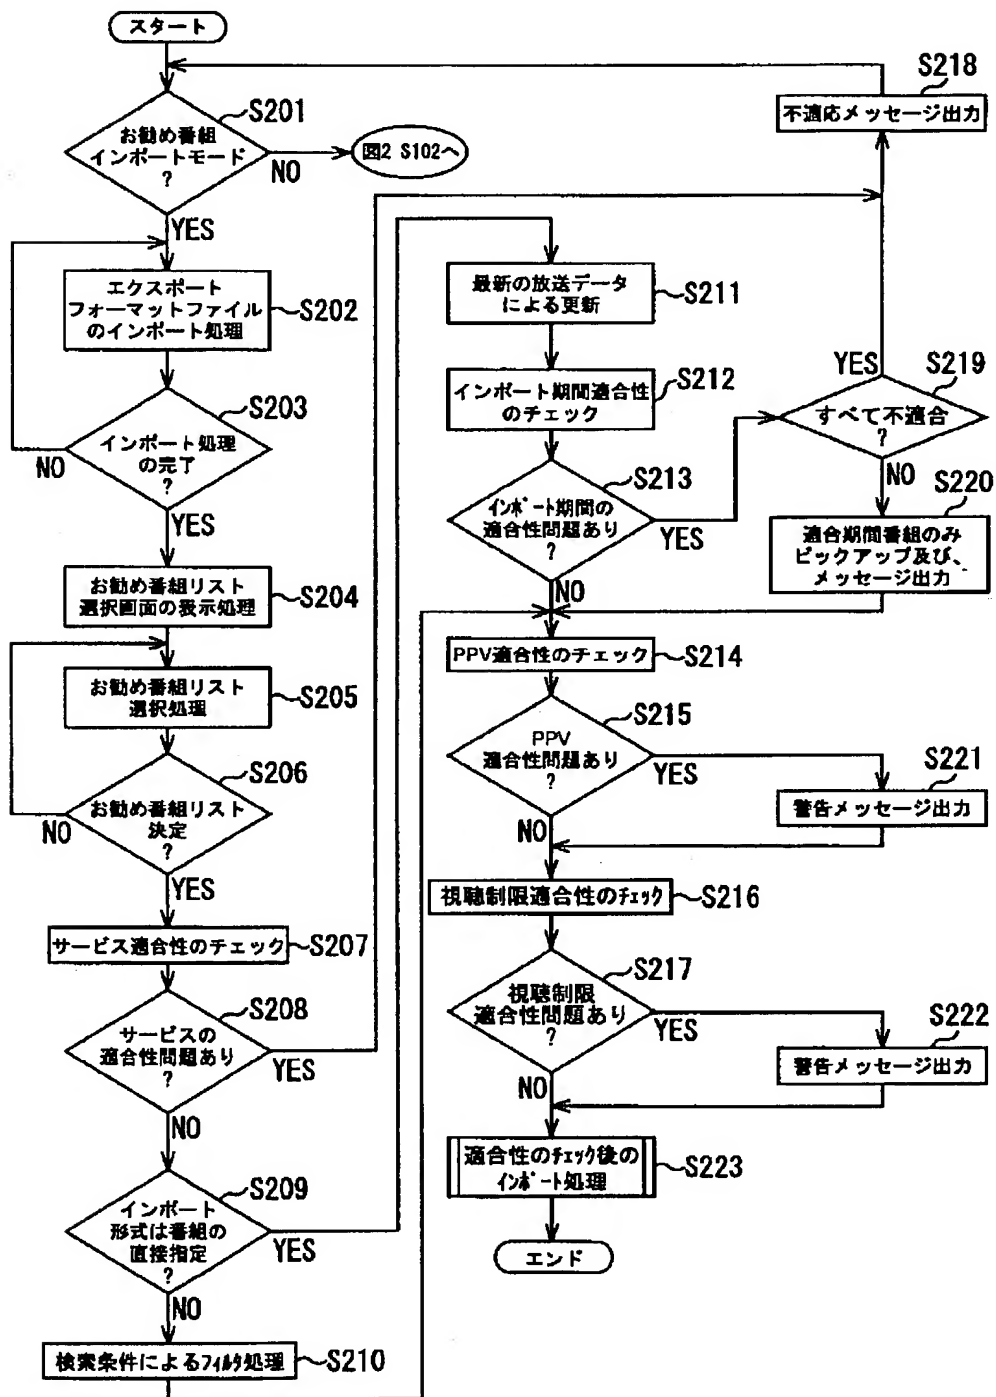 スタート
S201
お勧め番組
インポートモード
?
NO
図2 S102へ
YES
エクスポート
フォーマットファイル
のインポート処理
S202
S203
インポート処理
の完了
?
NO
YES
お勧め番組リスト
選択画面の表示処理
S204
お勧め番組リスト
選択処理
S205
S206
お勧め番組リスト
決定
?
NO
YES
サービス適合性のチェック
S207
S208
サービスの
適合性問題あり
?
YES
NO
S209
インポート
形式は番組の
直接指定
?
YES
NO
検索条件によるフィルタ処理
S210
最新の放送データ
による更新
S211
インポート期間適合性
のチェック
S212
S213
インポート期間の
適合性問題あり
?
YES
NO
PPV適合性のチェック
S214
S215
PPV
適合性問題あり
?
YES
NO
視聴制限適合性のチェック
S216
S217
視聴制限
適合性問題あり
?
YES
NO
適合性のチェック後の
インポート処理
S223
エンド
S218
不適応メッセージ出力
YES
S219
すべて不適合
?
NO
S220
適合期間番組のみ
ピックアップ及び、
メッセージ出力
S221
警告メッセージ出力
S222
警告メッセージ出力